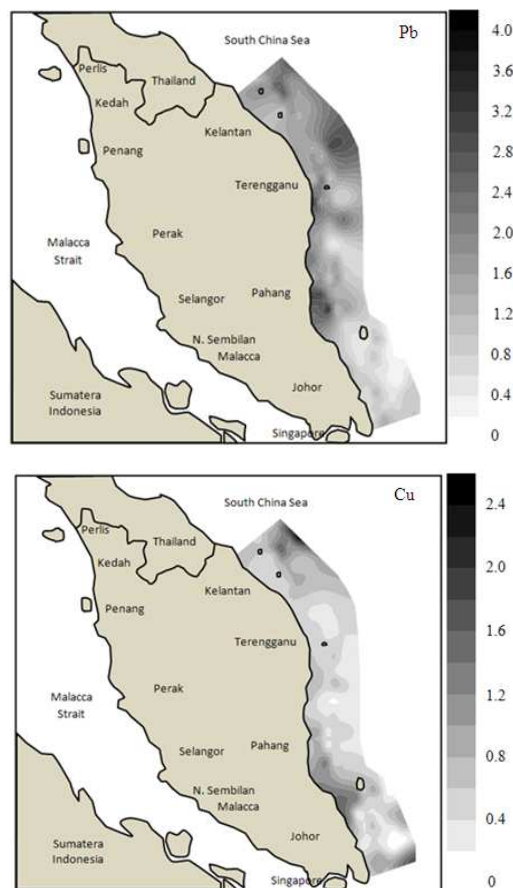 South China Sea
Pb
Perlis
Thailand
Kedah
Kelantan
Penang
Terengganu
Malacca
Strait
Perak
Selangor
Pahang
N. Sembilan
Malacca
Johor
Sumatera
Indonesia
Singapore
4.0
3.6
3.2
2.8
2.4
2.0
1.6
1.2
0.8
0.4
0
South China Sea
Cu
Perlis
Thailand
Kedah
Kelantan
Penang
Terengganu
Malacca
Strait
Perak
Selangor
Pahang
N. Sembilan
Malacca
Johor
Sumatera
Indonesia
Singapore
2.4
2.0
1.6
1.2
0.8
0.4
0